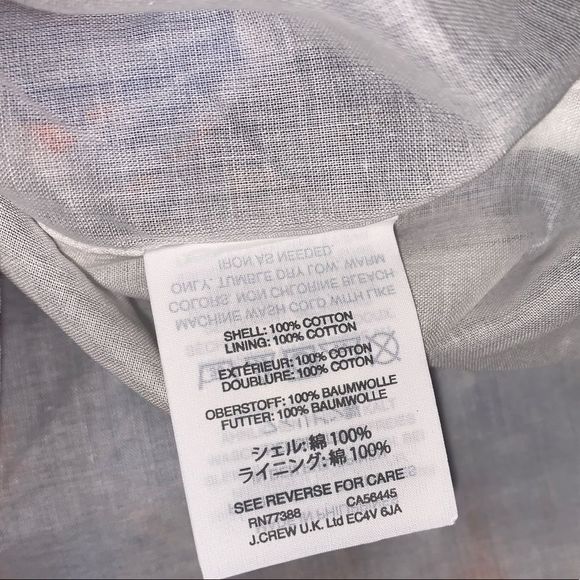 IRON AS NEEDED.
ONLY. TUMBLE DRY LOW. WARM
COLORS. NON CHLORINE BLEACH
MACHINE WASH COLD WITH LIKE
SHELL: 100% COTTON
LINING: 100% COTTON
EXTÉRIEUR: 100% COTON
DOUBLURE: 100% COTON
OBERSTOFF: 100% BAUMWOLLE
FUTTER: 100% BAUMWOLLE
シェル: 綿 100%
ライニング: 綿 100%
SEE REVERSE FOR CARE
RN77388 CA56445
J.CREW U.K. Ltd EC4V 6JA